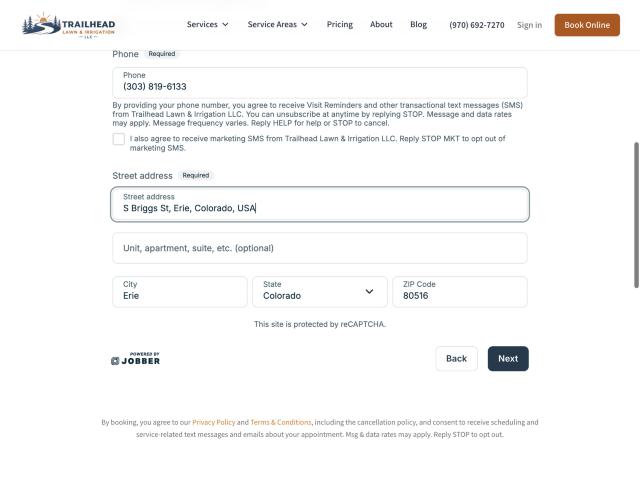 TRAILHEAD
LAWN & IRRIGATION
LLC
Services
Service Areas
Pricing
About
Blog
(970) 692-7270
Sign in
Book Online
Phone Required
Phone
(303) 819-6133
By providing your phone number, you agree to receive Visit Reminders and other transactional text messages (SMS)
from Trailhead Lawn & Irrigation LLC. You can unsubscribe at anytime by replying STOP. Message and data rates
may apply. Message frequency varies. Reply HELP for help or STOP to cancel.
I also agree to receive marketing SMS from Trailhead Lawn & Irrigation LLC. Reply STOP MKT to opt out of
marketing SMS.
Street address Required
Street address
S Briggs St, Erie, Colorado, USA
Unit, apartment, suite, etc. (optional)
City
Erie
State
Colorado
ZIP Code
80516
This site is protected by reCAPTCHA.
POWERED BY
JOBBER
Back
Next
By booking, you agree to our Privacy Policy and Terms & Conditions, including the cancellation policy, and consent to receive scheduling and
service-related text messages and emails about your appointment. Msg & data rates may apply. Reply STOP to opt out.